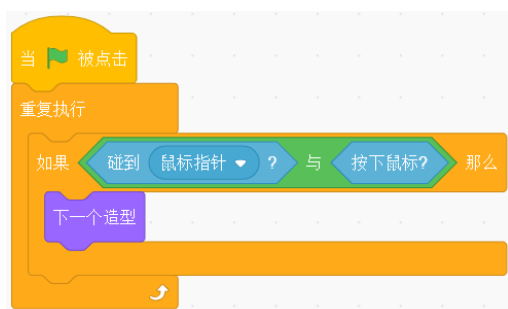 当 被点击
重复执行
如果 碰到 鼠标指针 ? 与 按下鼠标? 那么
下一个造型